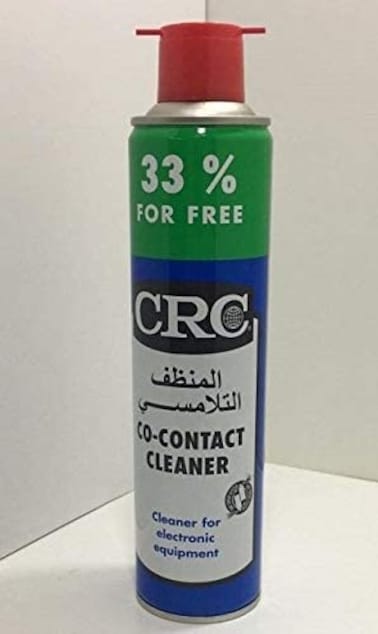 33 %
FOR FREE
CRC
المنظف
التلامسي
CO-CONTACT
CLEANER
Cleaner for
electronic
equipment